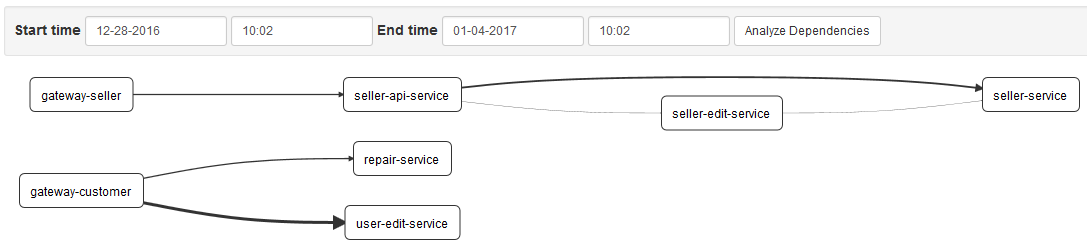 Start time 12-28-2016 10:02 End time 01-04-2017 10:02 Analyze Dependencies
gateway-seller seller-api-service seller-service
seller-edit-service
repair-service
gateway-customer
user-edit-service